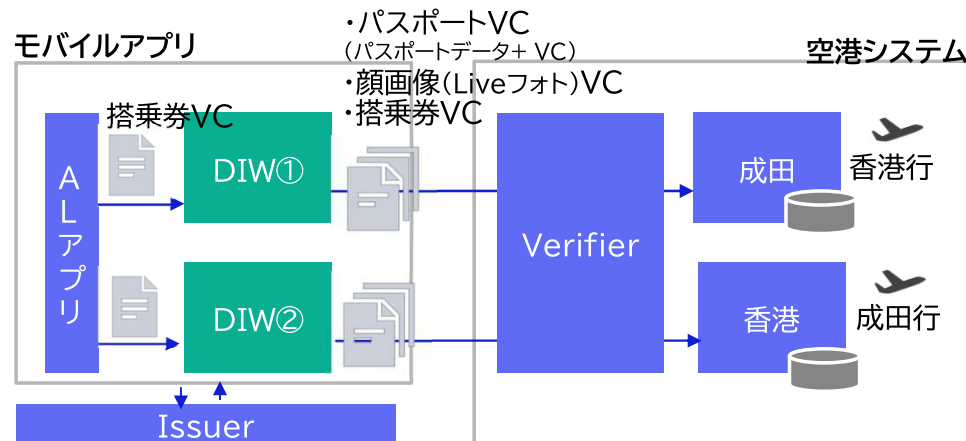 モバイルアプリ
・パスポートVC
（パスポートデータ+ VC）
・顔画像（Liveフォト）VC
・搭乗券VC
空港システム
搭乗券VC
ALアプリ
DIW①
DIW②
Verifier
成田
香港行
香港
成田行
Issuer